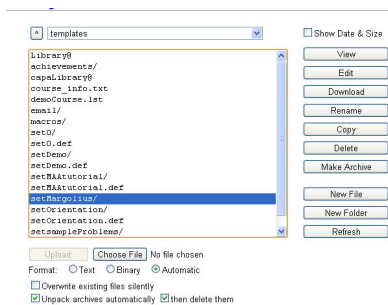 ^ templates
Show Date & Size
Library@
achievements/
capaLibrary@
course_info.txt
demoCourse.lst
email/
macros/
set0/
set0.def
setDemo/
setDemo.def
setMAAtutorial/
setMAAtutorial.def
setMargolius/
setOrientation/
setOrientation.def
setsampleProblems/
View
Edit
Download
Rename
Copy
Delete
Make Archive
New File
New Folder
Refresh
Upload Choose File No file chosen
Format: Text Binary Automatic
Overwrite existing files silently
Unpack archives automatically then delete them